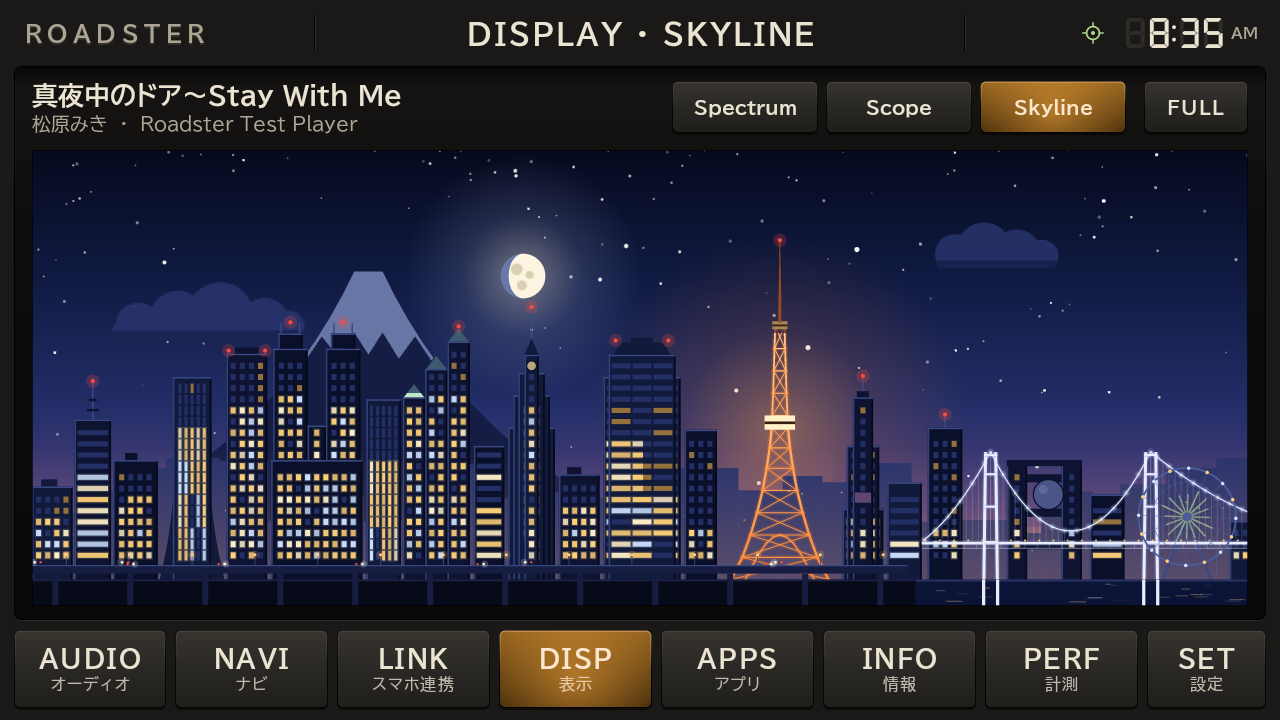 ROADSTER
DISPLAY・SKYLINE
8:35 AM
真夜中のドア〜Stay With Me
松原みき ・ Roadster Test Player
Spectrum
Scope
Skyline
FULL
AUDIO
オーディオ
NAVI
ナビ
LINK
スマホ連携
DISP
表示
APPS
アプリ
INFO
情報
PERF
計測
SET
設定